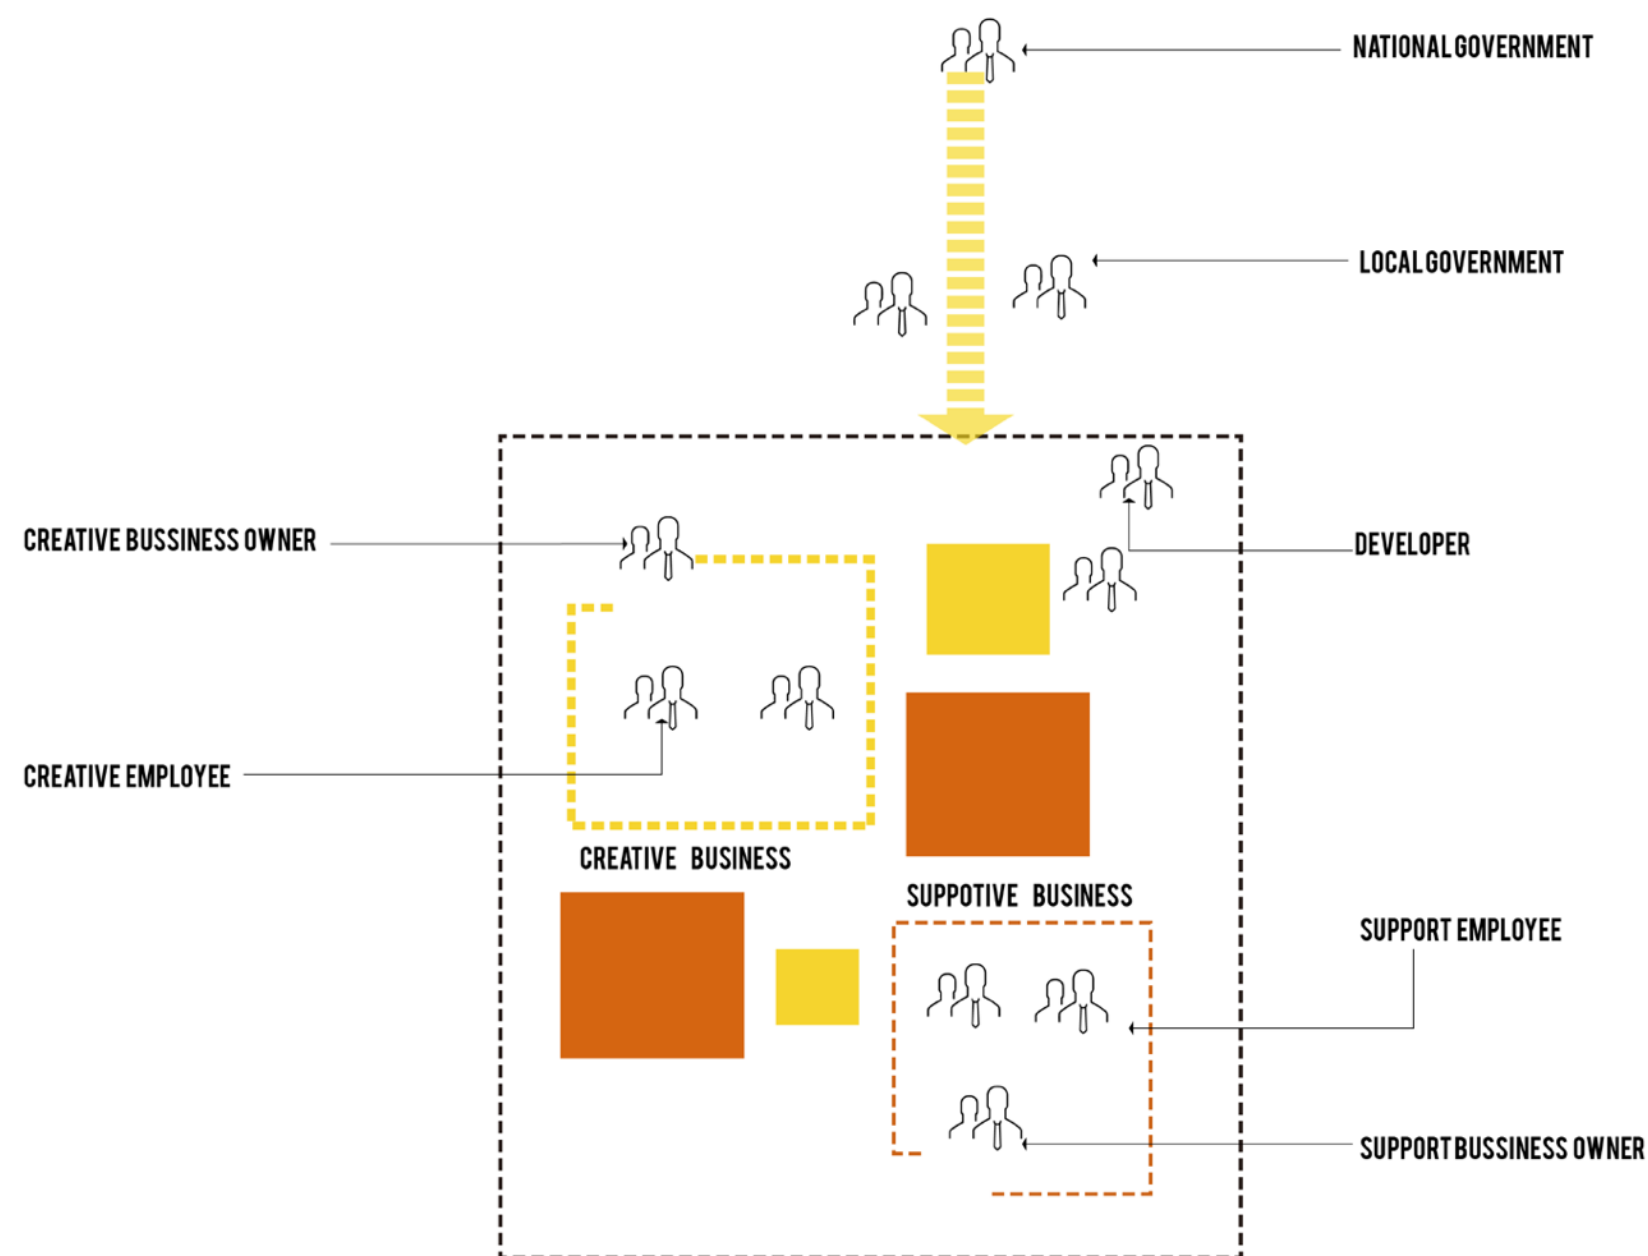 NATIONAL GOVERNMENT
LOCAL GOVERNMENT
CREATIVE BUSSINESS OWNER
DEVELOPER
CREATIVE EMPLOYEE
CREATIVE BUSINESS
SUPPOTIVE BUSINESS
SUPPORT EMPLOYEE
SUPPORT BUSSINESS OWNER